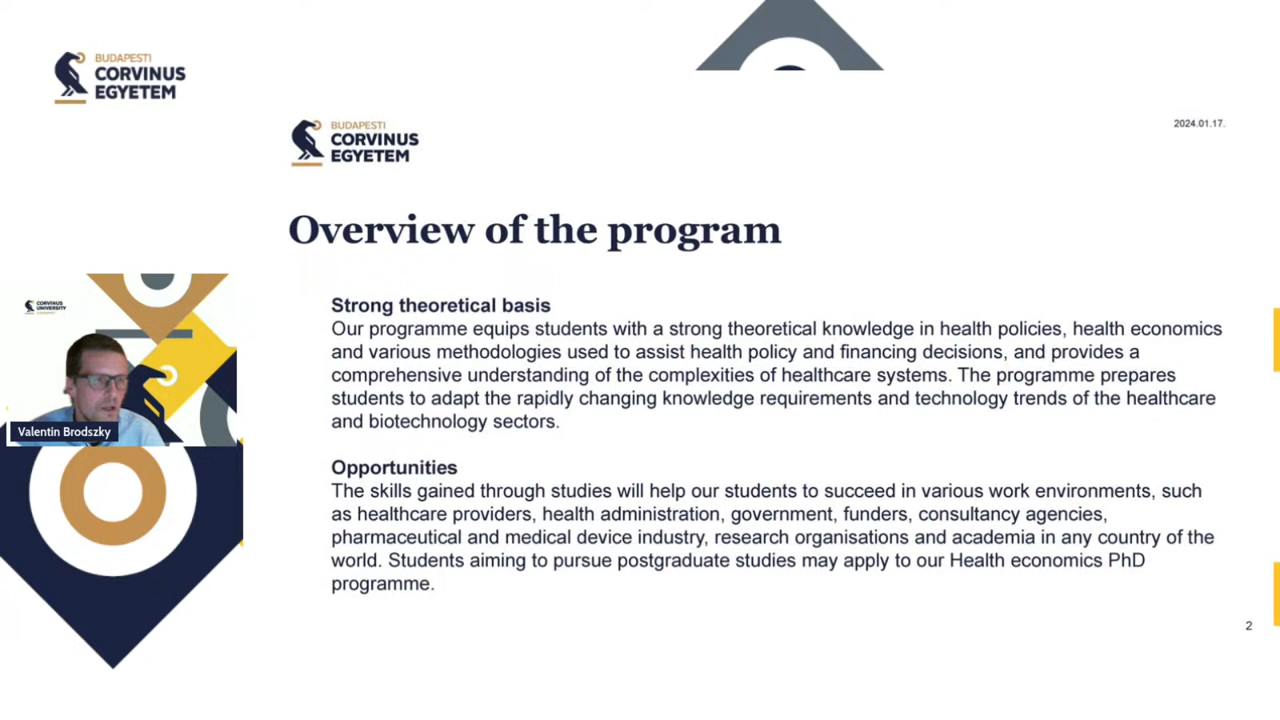 BUDAPESTI
CORVINUS
EGYETEM
BUDAPESTI
CORVINUS
EGYETEM
2024.01.17.
Overview of the program
Strong theoretical basis
Our programme equips students with a strong theoretical knowledge in health policies, health economics
and various methodologies used to assist health policy and financing decisions, and provides a
comprehensive understanding of the complexities of healthcare systems. The programme prepares
students to adapt the rapidly changing knowledge requirements and technology trends of the healthcare
and biotechnology sectors.
CORVINUS
UNIVERSITY
Valentin Brodszky
Opportunities
The skills gained through studies will help our students to succeed in various work environments, such
as healthcare providers, health administration, government, funders, consultancy agencies,
pharmaceutical and medical device industry, research organisations and academia in any country of the
world. Students aiming to pursue postgraduate studies may apply to our Health economics PhD
programme.
2